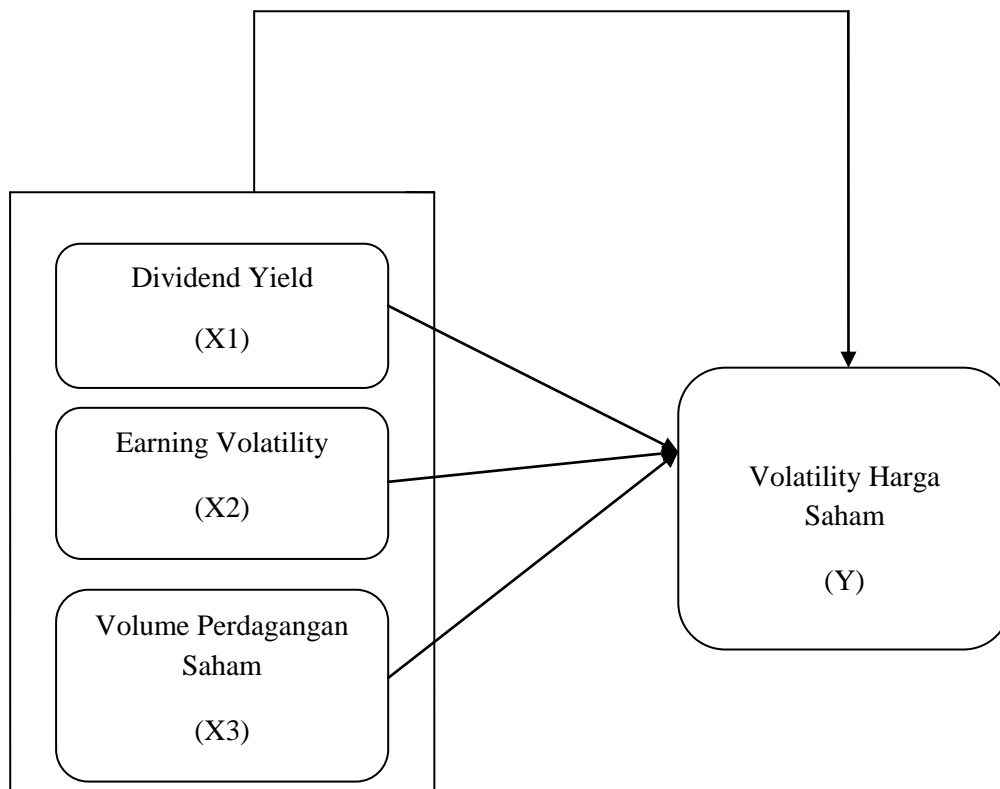 Dividend Yield
(X1)
Earning Volatility
(X2)
Volume Perdagangan
Saham
(X3)
Volatility Harga
Saham
(Y)